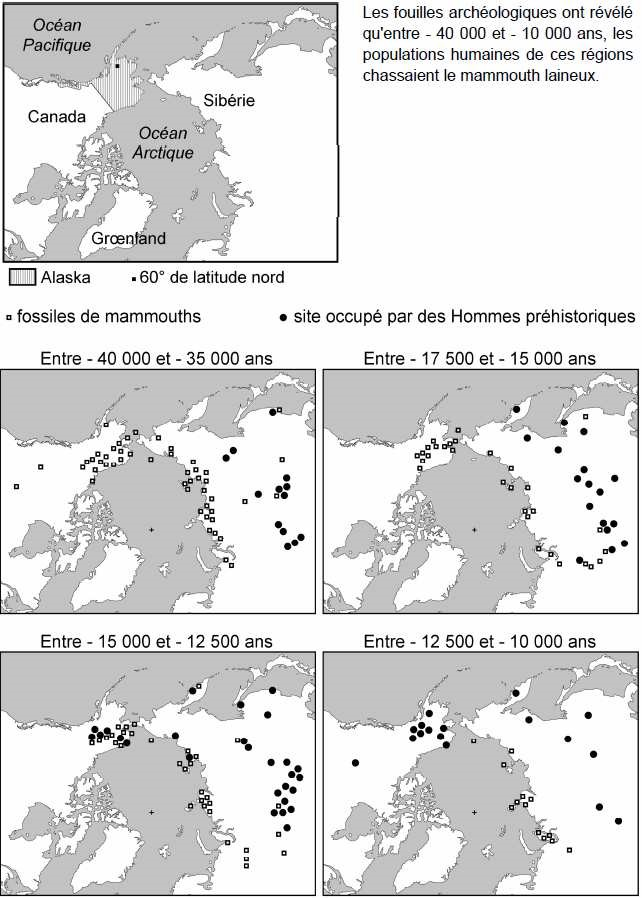 Océan
Pacifique
Canada
Sibérie
Océan
Arctique
Grœnland
Les fouilles archéologiques ont révélé
qu'entre - 40 000 et - 10 000 ans, les
populations humaines de ces régions
chassaient le mammouth laineux.
Alaska
60° de latitude nord
fossiles de mammouths
site occupé par des Hommes préhistoriques
Entre - 40 000 et - 35 000 ans
Entre - 17 500 et - 15 000 ans
Entre - 15 000 et - 12 500 ans
Entre - 12 500 et - 10 000 ans